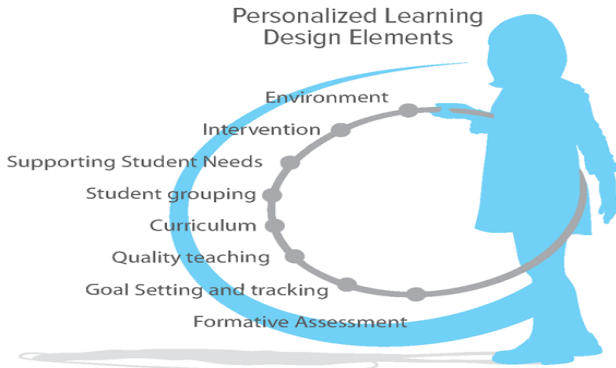 Personalized Learning
Design Elements
Environment
Intervention
Supporting Student Needs
Student grouping
Curriculum
Quality teaching
Goal Setting and tracking
Formative Assessment